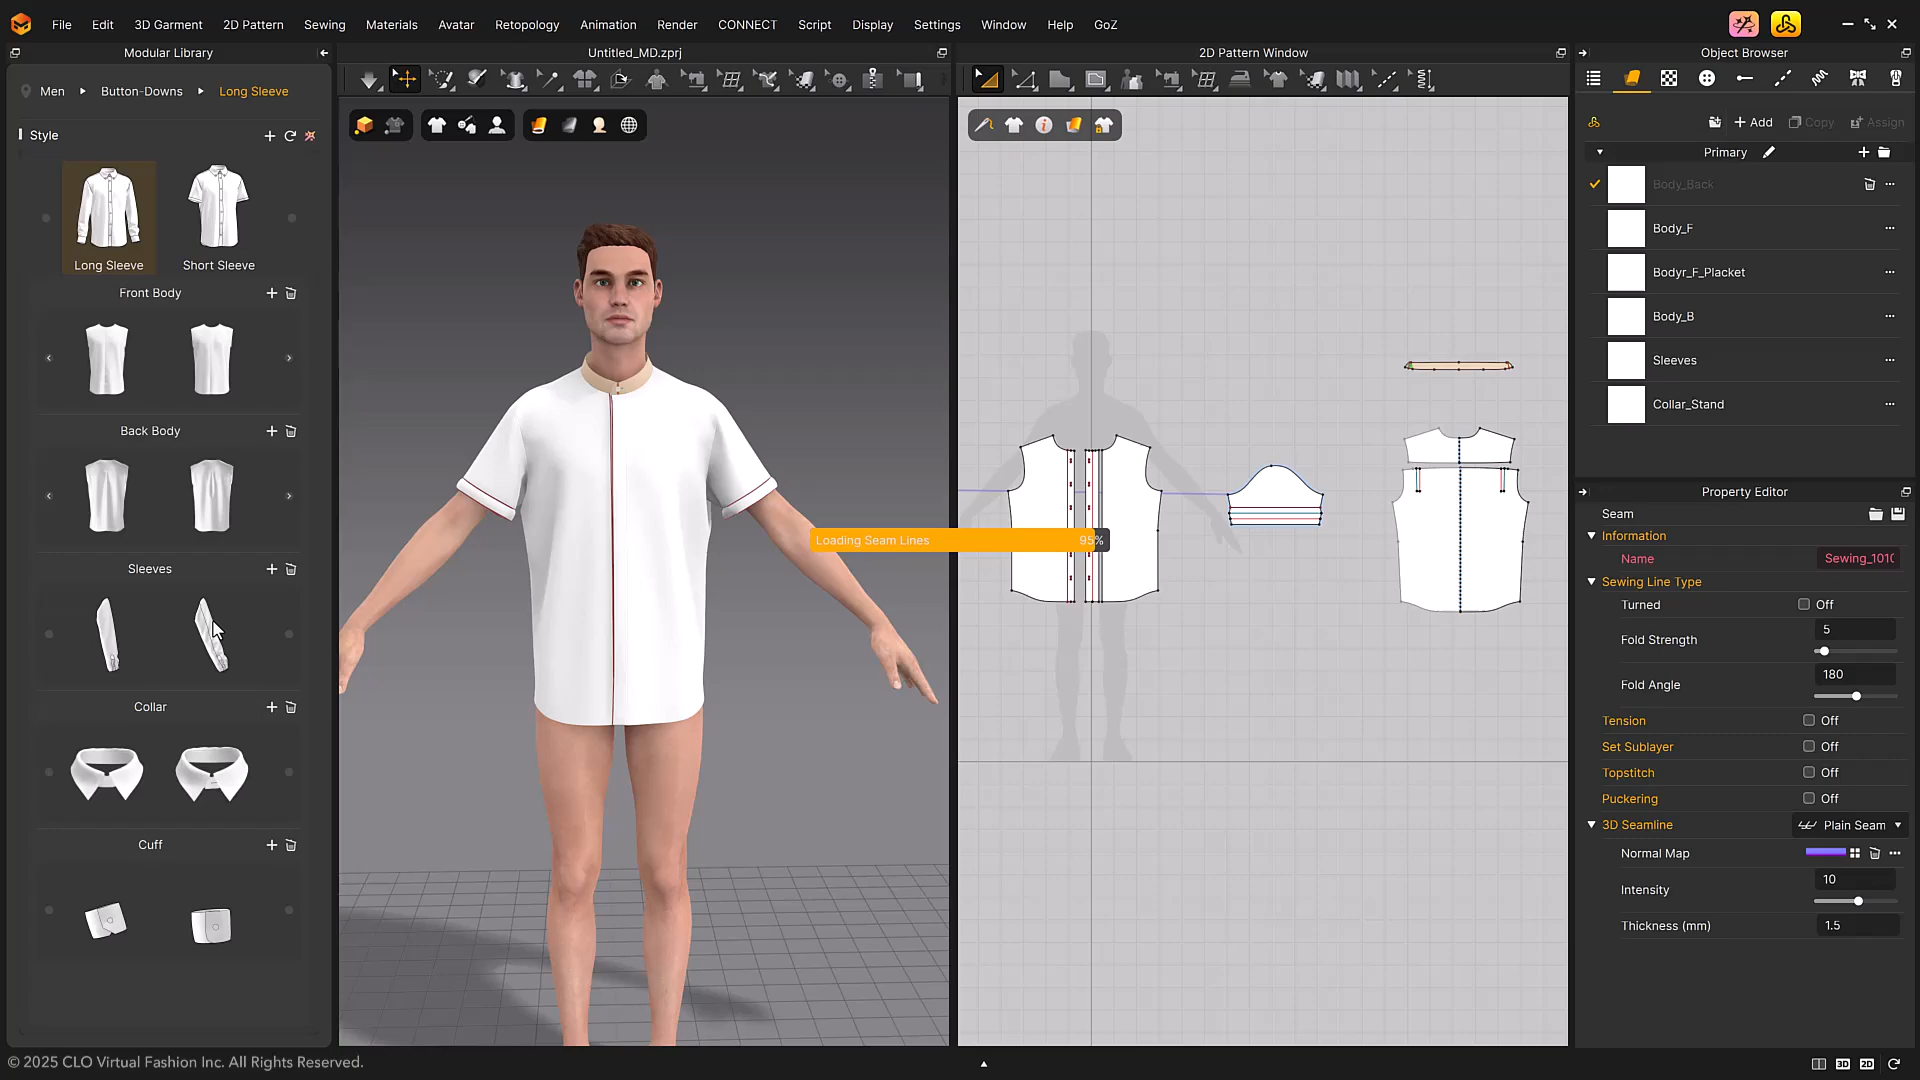 File Edit 3D Garment 2D Pattern Sewing Materials Avatar Retopology Animation Render CONNECT Script Display Settings Window Help GoZ
Modular Library
Untitled_MD.zprj
2D Pattern Window
Object Browser
Men Button-Downs Long Sleeve
Style
Long Sleeve
Short Sleeve
Front Body
Back Body
Sleeves
Collar
Cuff
Loading Seam Lines 95%
Add Copy Assign
Primary
Body_Back
Body_F
Bodyr_F_Placket
Body_B
Sleeves
Collar_Stand
Property Editor
Seam
Information
Name Sewing_101
Sewing Line Type
Turned Off
Fold Strength 5
Fold Angle 180
Tension Off
Set Sublayer Off
Topstitch Off
Puckering Off
3D Seamline Plain Seam
Normal Map
Intensity 10
Thickness (mm) 1.5
© 2025 CLO Virtual Fashion Inc. All Rights Reserved.
3D 2D